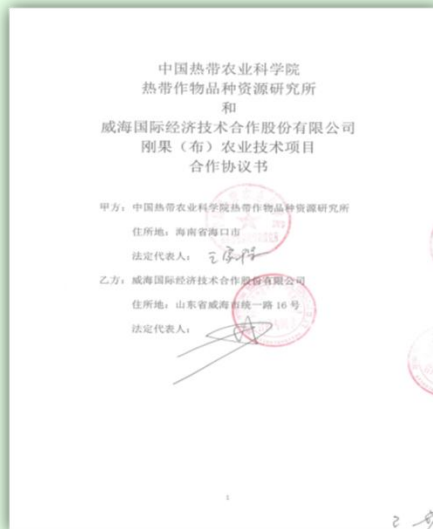 中国热带农业科学院
热带作物品种资源研究所
和
威海国际经济技术合作股份有限公司
刚果（布）农业技术项目
合作协议书
甲方：中国热带农业科学院热带作物品种资源研究所
住所地：海南省海口市
法定代表人：
乙方：威海国际经济技术合作股份有限公司
住所地：山东省威海市统一路 16 号
法定代表人：
1